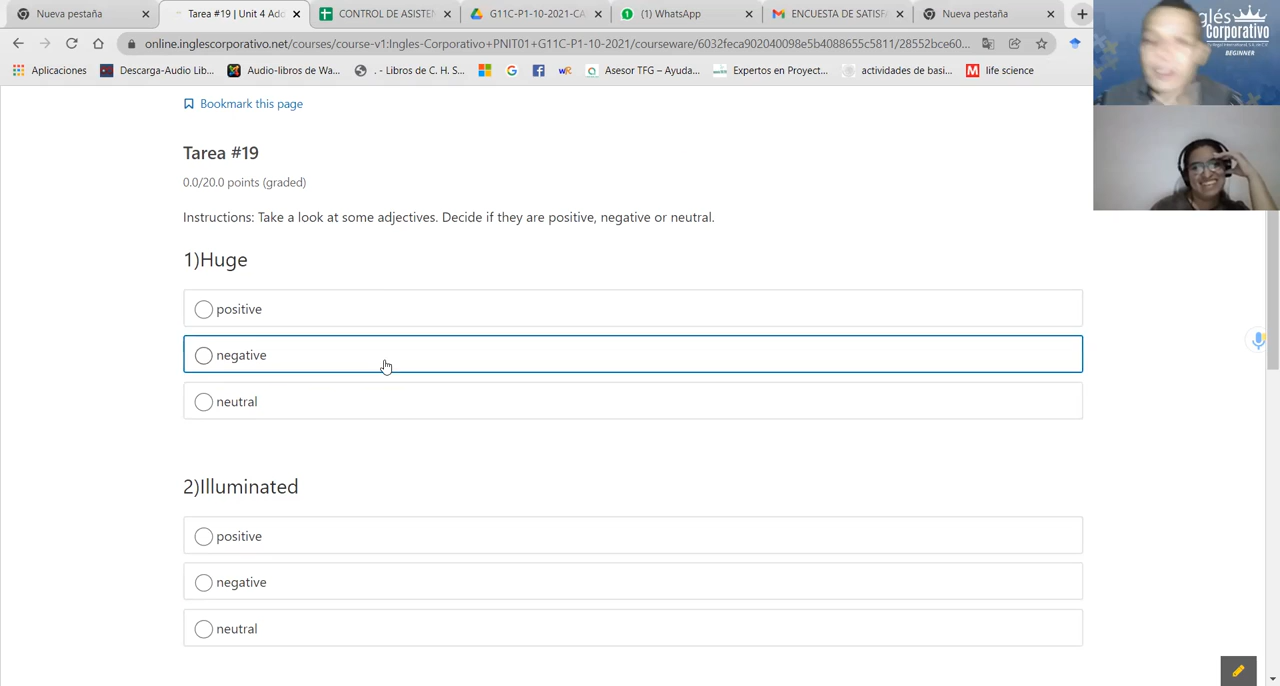 Nueva pestaña
Tarea #19 | Unit 4 Add
CONTROL DE ASISTEN
G11C-P1-10-2021-CA
(1) WhatsApp
ENCUESTA DE SATISFA
Nueva pestaña
online.inglescorporativo.net/courses/course-v1:Ingles-Corporativo+PNIT01+G11C-P1-10-2021/courseware/6032feca902040098e5b4088655c5811/28552bce60...
Aplicaciones
Descarga-Audio Lib...
Audio-libros de Wa...
. - Libros de C. H. S...
Asesor TFG – Ayuda...
Expertos en Proyect...
actividades de basi...
life science
Bookmark this page
Tarea #19
0.0/20.0 points (graded)
Instructions: Take a look at some adjectives. Decide if they are positive, negative or neutral.
1)Huge
positive
negative
neutral
2)Illuminated
positive
negative
neutral
Corporativo
BEGINNER